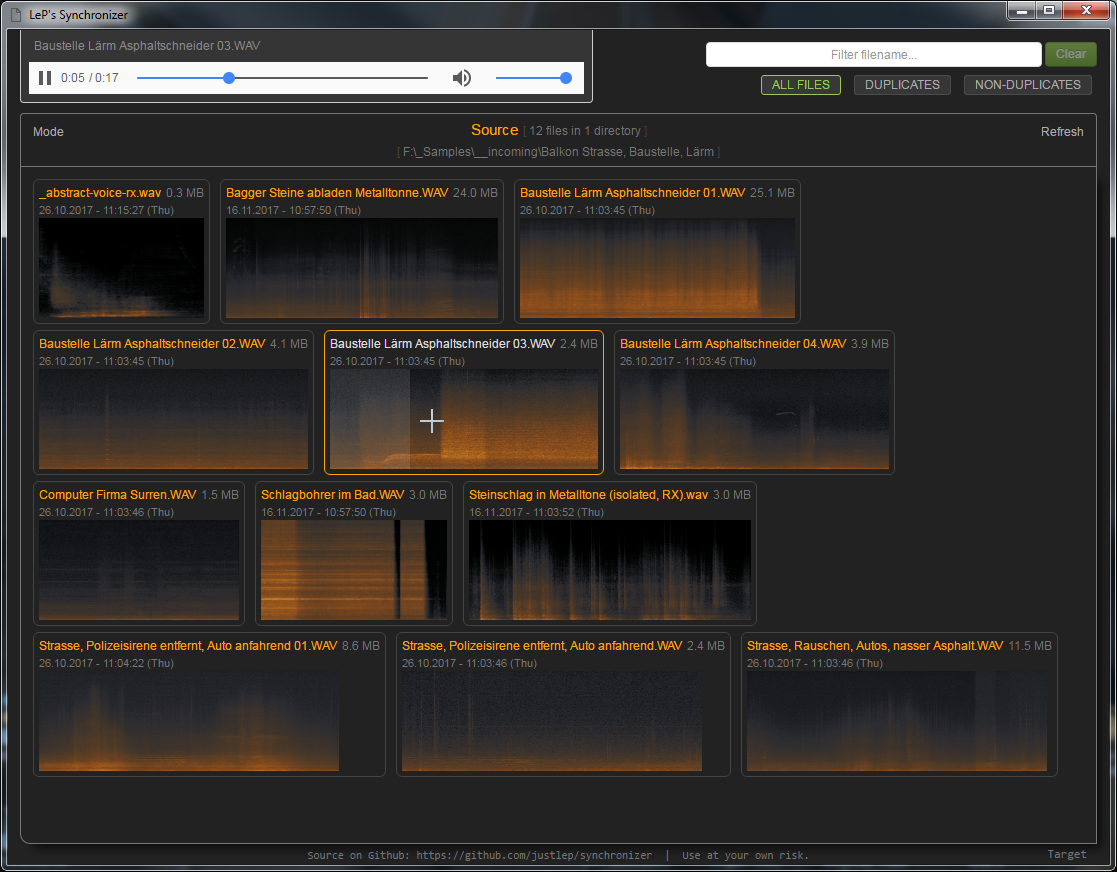 LeP's Synchronizer
Baustelle Lärm Asphaltschneider 03.WAV
0:05 / 0:17
Filter filename...
Clear
ALL FILES
DUPLICATES
NON-DUPLICATES
Mode
Source [ 12 files in 1 directory ]
Refresh
[ F:\_Samples\__incoming\Balkon Strasse, Baustelle, Lärm ]
_abstract-voice-rx.wav 0.3 MB
26.10.2017 - 11:15:27 (Thu)
Bagger Steine abladen Metalltonne.WAV 24.0 MB
16.11.2017 - 10:57:50 (Thu)
Baustelle Lärm Asphaltschneider 01.WAV 25.1 MB
26.10.2017 - 11:03:45 (Thu)
Baustelle Lärm Asphaltschneider 02.WAV 4.1 MB
26.10.2017 - 11:03:45 (Thu)
Baustelle Lärm Asphaltschneider 03.WAV 2.4 MB
26.10.2017 - 11:03:45 (Thu)
Baustelle Lärm Asphaltschneider 04.WAV 3.9 MB
26.10.2017 - 11:03:45 (Thu)
Computer Firma Surren.WAV 1.5 MB
26.10.2017 - 11:03:46 (Thu)
Schlagbohrer im Bad.WAV 3.0 MB
16.11.2017 - 10:57:50 (Thu)
Steinschlag in Metalltone (isolated, RX).wav 3.0 MB
16.11.2017 - 11:03:52 (Thu)
Strasse, Polizeisirene entfernt, Auto anfahrend 01.WAV 8.6 MB
26.10.2017 - 11:04:22 (Thu)
Strasse, Polizeisirene entfernt, Auto anfahrend.WAV 2.4 MB
26.10.2017 - 11:03:46 (Thu)
Strasse, Rauschen, Autos, nasser Asphalt.WAV 11.5 MB
26.10.2017 - 11:03:46 (Thu)
Source on Github: https://github.com/justlep/synchronizer | Use at your own risk.
Target